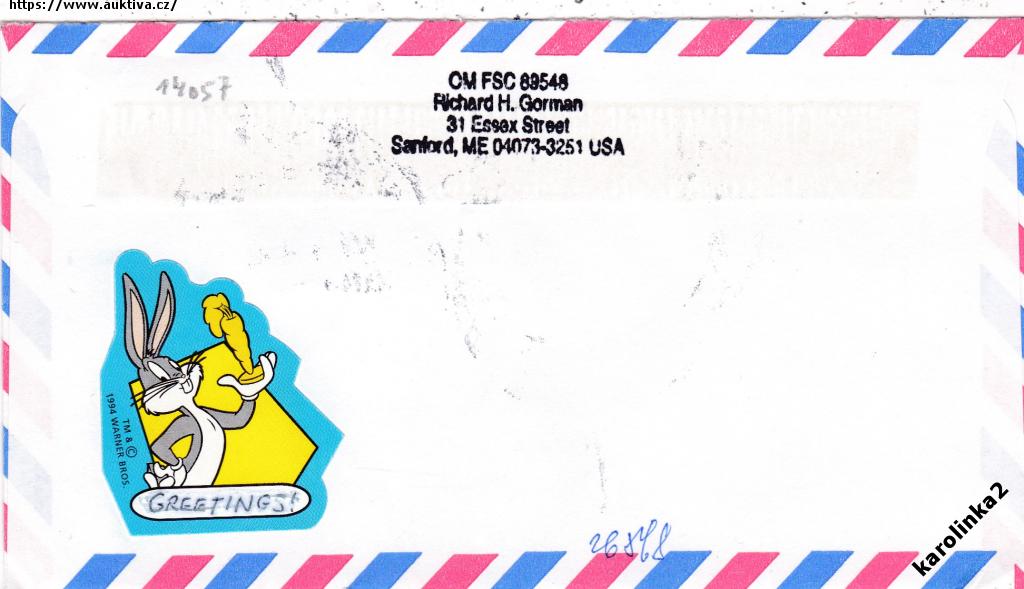 https://www.auktiva.cz/
14057
CM FSC 89548
Richard H. Gorman
31 Essex Street
Sanford, ME 04073-3251 USA
TM & ©
1994 WARNER BROS.
GREETINGS!
karolinka2